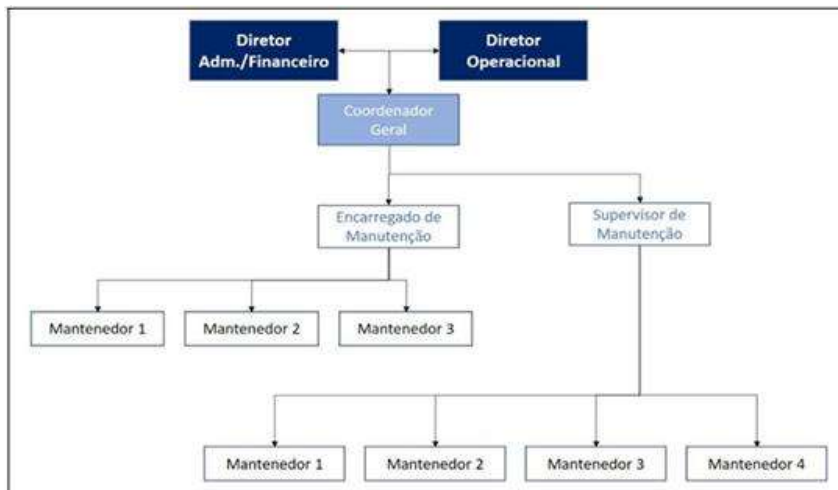 Diretor
Adm./Financeiro
Diretor
Operacional
Coordenador
Geral
Encarregado de
Manutenção
Supervisor de
Manutenção
Mantenedor 1
Mantenedor 2
Mantenedor 3
Mantenedor 1
Mantenedor 2
Mantenedor 3
Mantenedor 4